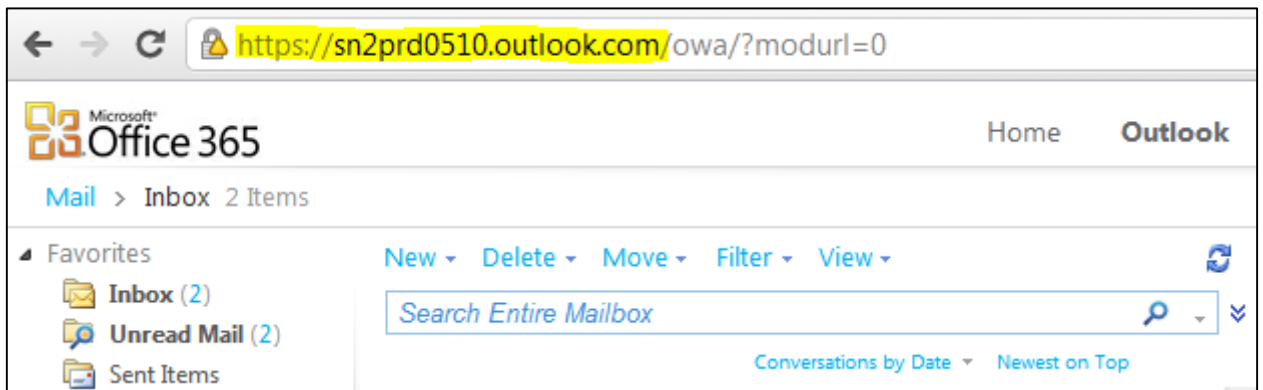 https://sn2prd0510.outlook.com/owa/?modurl=0
Microsoft®
Office 365
Home Outlook
Mail > Inbox 2 Items
Favorites
Inbox (2)
Unread Mail (2)
Sent Items
New Delete Move Filter View
Search Entire Mailbox
Conversations by Date Newest on Top